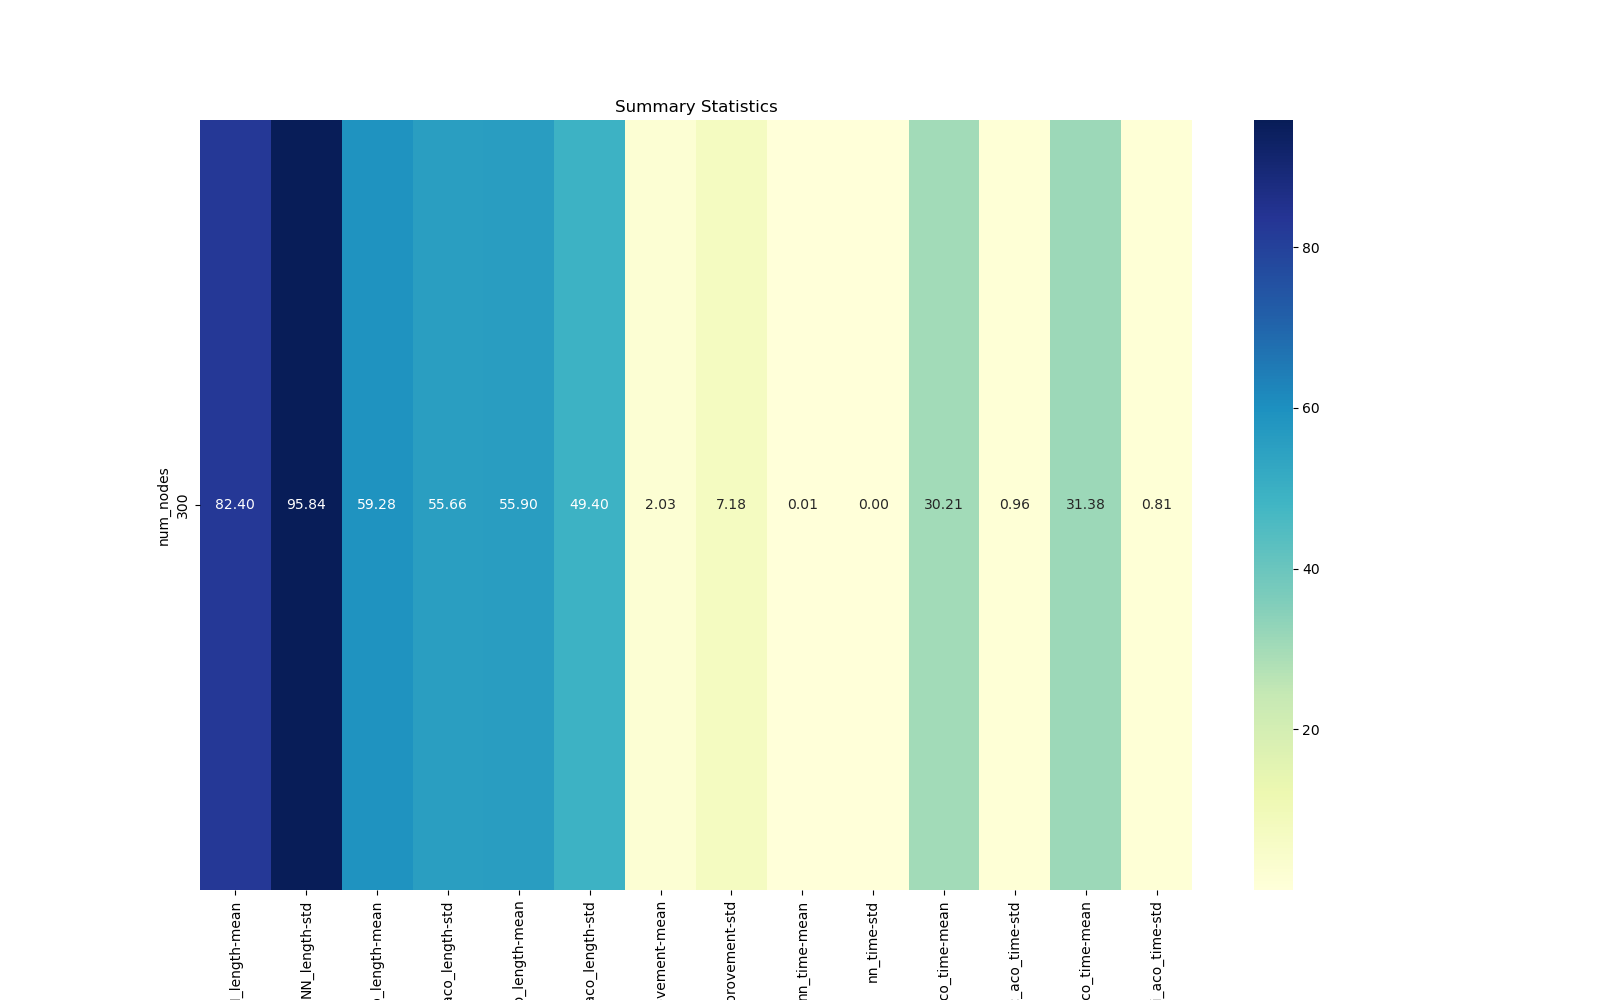 Summary Statistics
num_nodes
300
82.40 95.84 59.28 55.66 55.90 49.40 2.03 7.18 0.01 0.00 30.21 0.96 31.38 0.81
80
60
40
20
_length-mean
NN_length-std
_length-mean
aco_length-std
_length-mean
aco_length-std
vement-mean
provement-std
nn_time-mean
nn_time-std
co_time-mean
_aco_time-std
co_time-mean
_aco_time-std